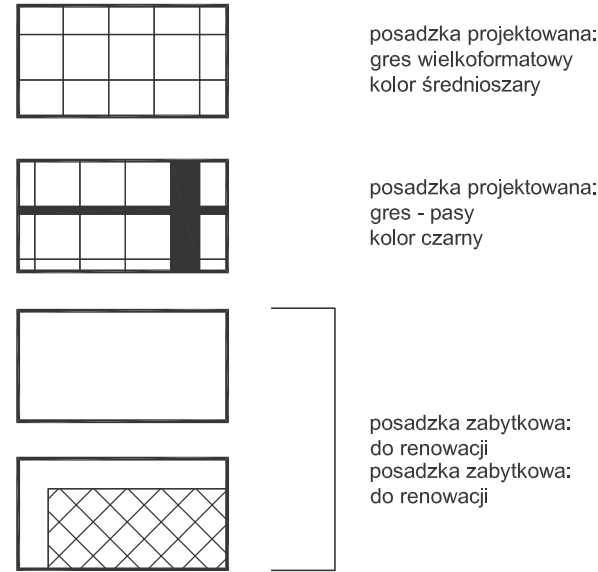 posadzka projektowana:
gres wielkoformatowy
kolor średnioszary
posadzka projektowana:
gres - pasy
kolor czarny
posadzka zabytkowa:
do renowacji
posadzka zabytkowa:
do renowacji